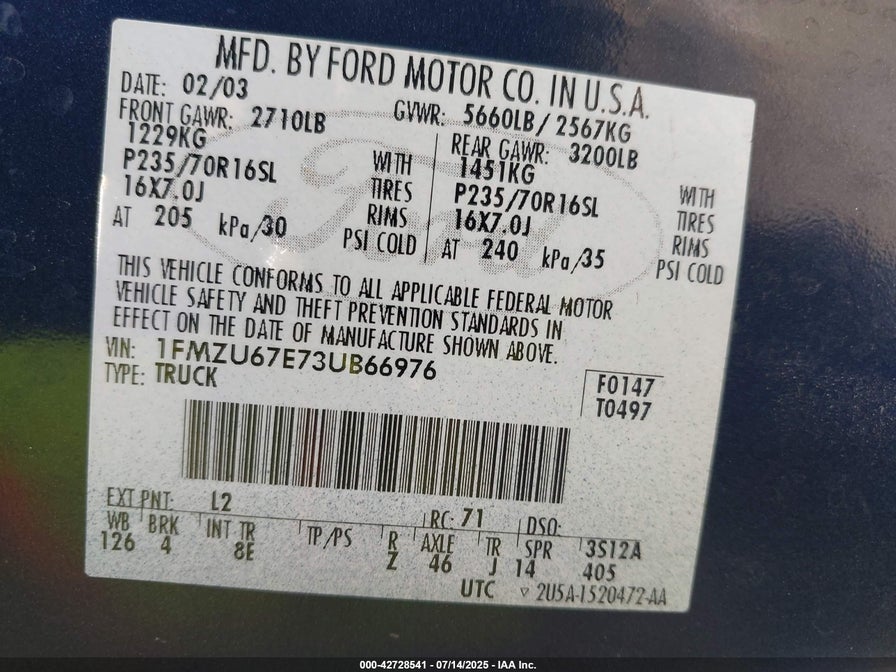 MFD. BY FORD MOTOR CO. IN U.S.A.
DATE: 02/03 GVWR: 5660LB/2567KG
FRONT GAWR: 2710LB REAR GAWR: 3200LB
1229KG WITH 1451KG WITH
P235/70R16SL TIRES P235/70R16SL TIRES
16X7.0J RIMS 16X7.0J RIMS
AT 205 kPa/30 PSI COLD AT 240 kPa/35 PSI COLD
THIS VEHICLE CONFORMS TO ALL APPLICABLE FEDERAL MOTOR
VEHICLE SAFETY AND THEFT PREVENTION STANDARDS IN
EFFECT ON THE DATE OF MANUFACTURE SHOWN ABOVE.
VIN: 1FMZU67E73UB66976
TYPE: TRUCK
F0147
T0497
EXT PNT: L2 RC: 71 DSO:
WB BRK INT TR TP/PS R AXLE TR SPR 3S12A
126 4 8E Z 46 J 14 405
UTC ▽ 2U5A-1520472-AA
Ford
000-42728541 - 07/14/2025 - IAA Inc.